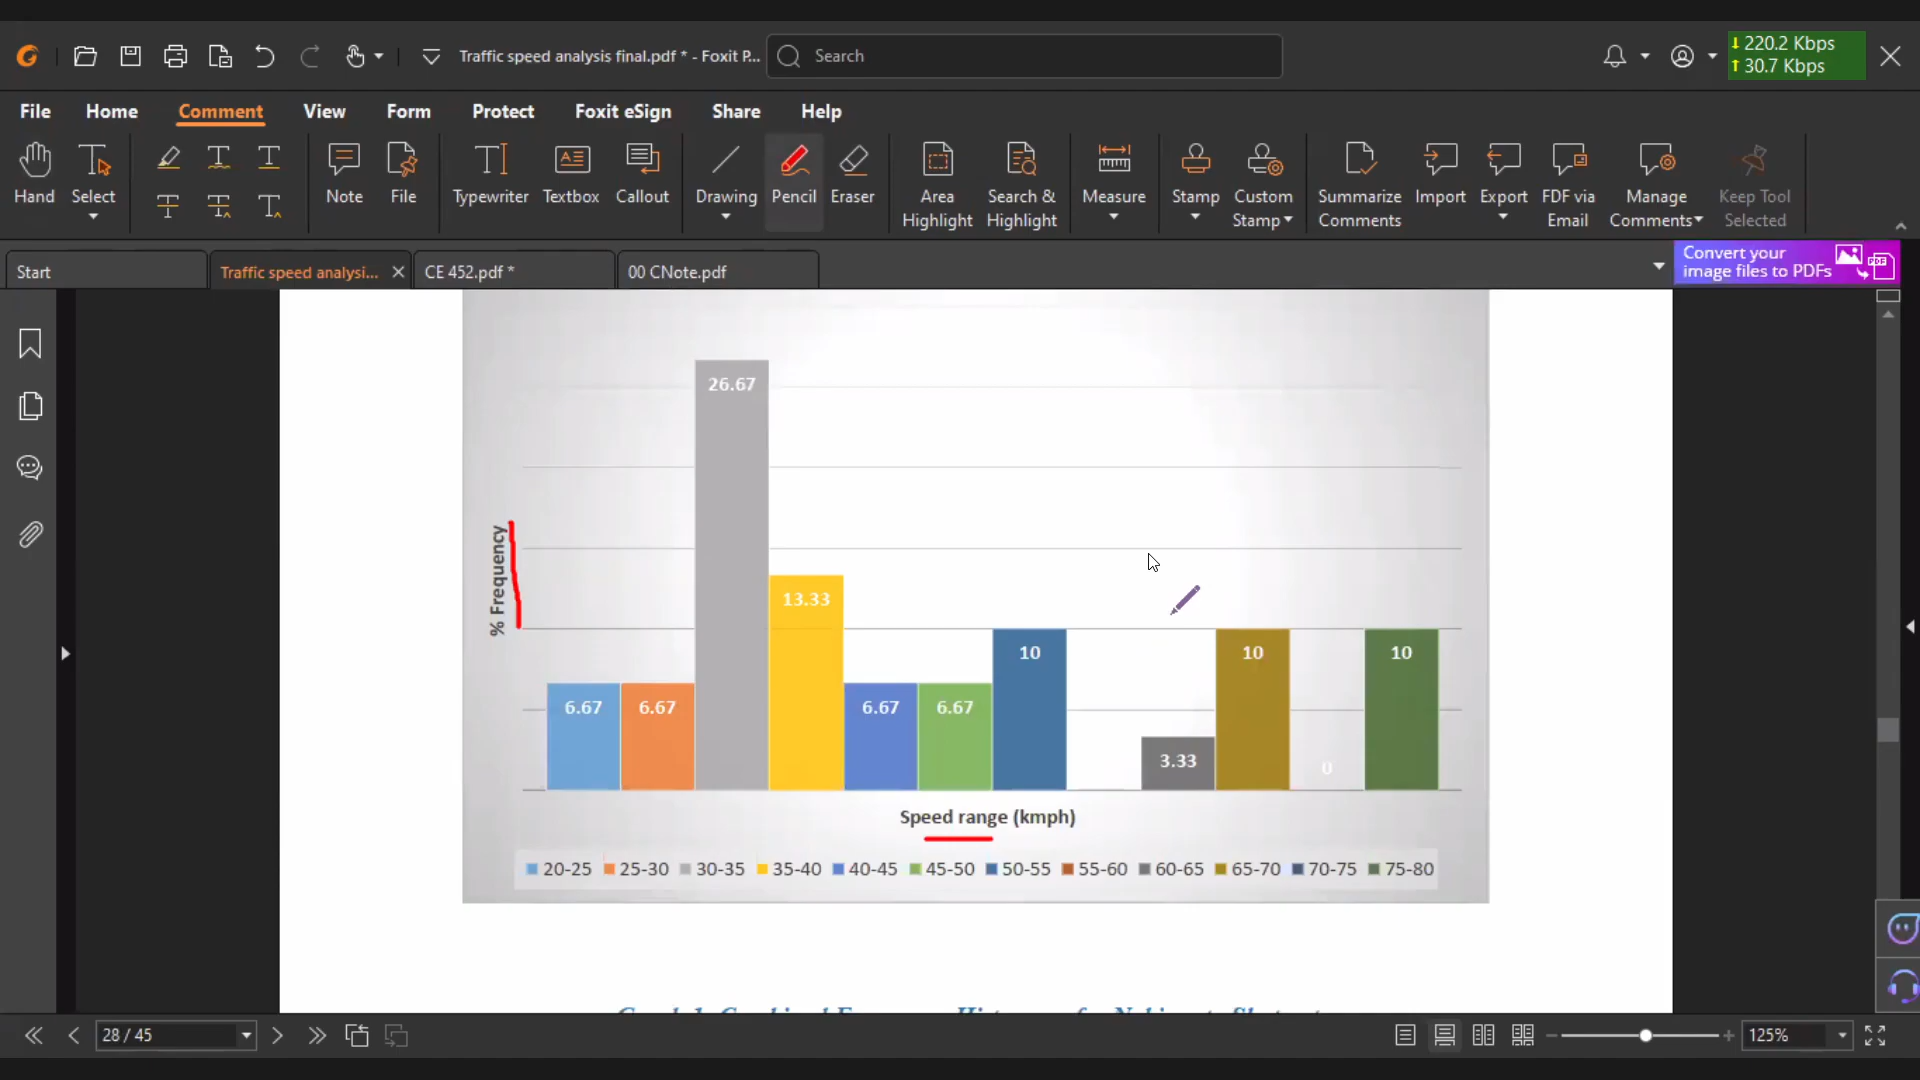 Traffic speed analysis final.pdf * - Foxit P...
Search
220.2 Kbps
30.7 Kbps
File Home Comment View Form Protect Foxit eSign Share Help
Hand Select Note File Typewriter Textbox Callout Drawing Pencil Eraser Area Highlight Search & Highlight Measure Stamp Custom Stamp Summarize Comments Import Export FDF via Email Manage Comments Keep Tool Selected
Start
Traffic speed analysi...
CE 452.pdf *
00 CNote.pdf
Convert your
image files to PDFs
26.67
% Frequency
13.33
10 10 10
6.67 6.67 6.67 6.67
3.33 0
Speed range (kmph)
20-25 25-30 30-35 35-40 40-45 45-50 50-55 55-60 60-65 65-70 70-75 75-80
28 / 45
125%